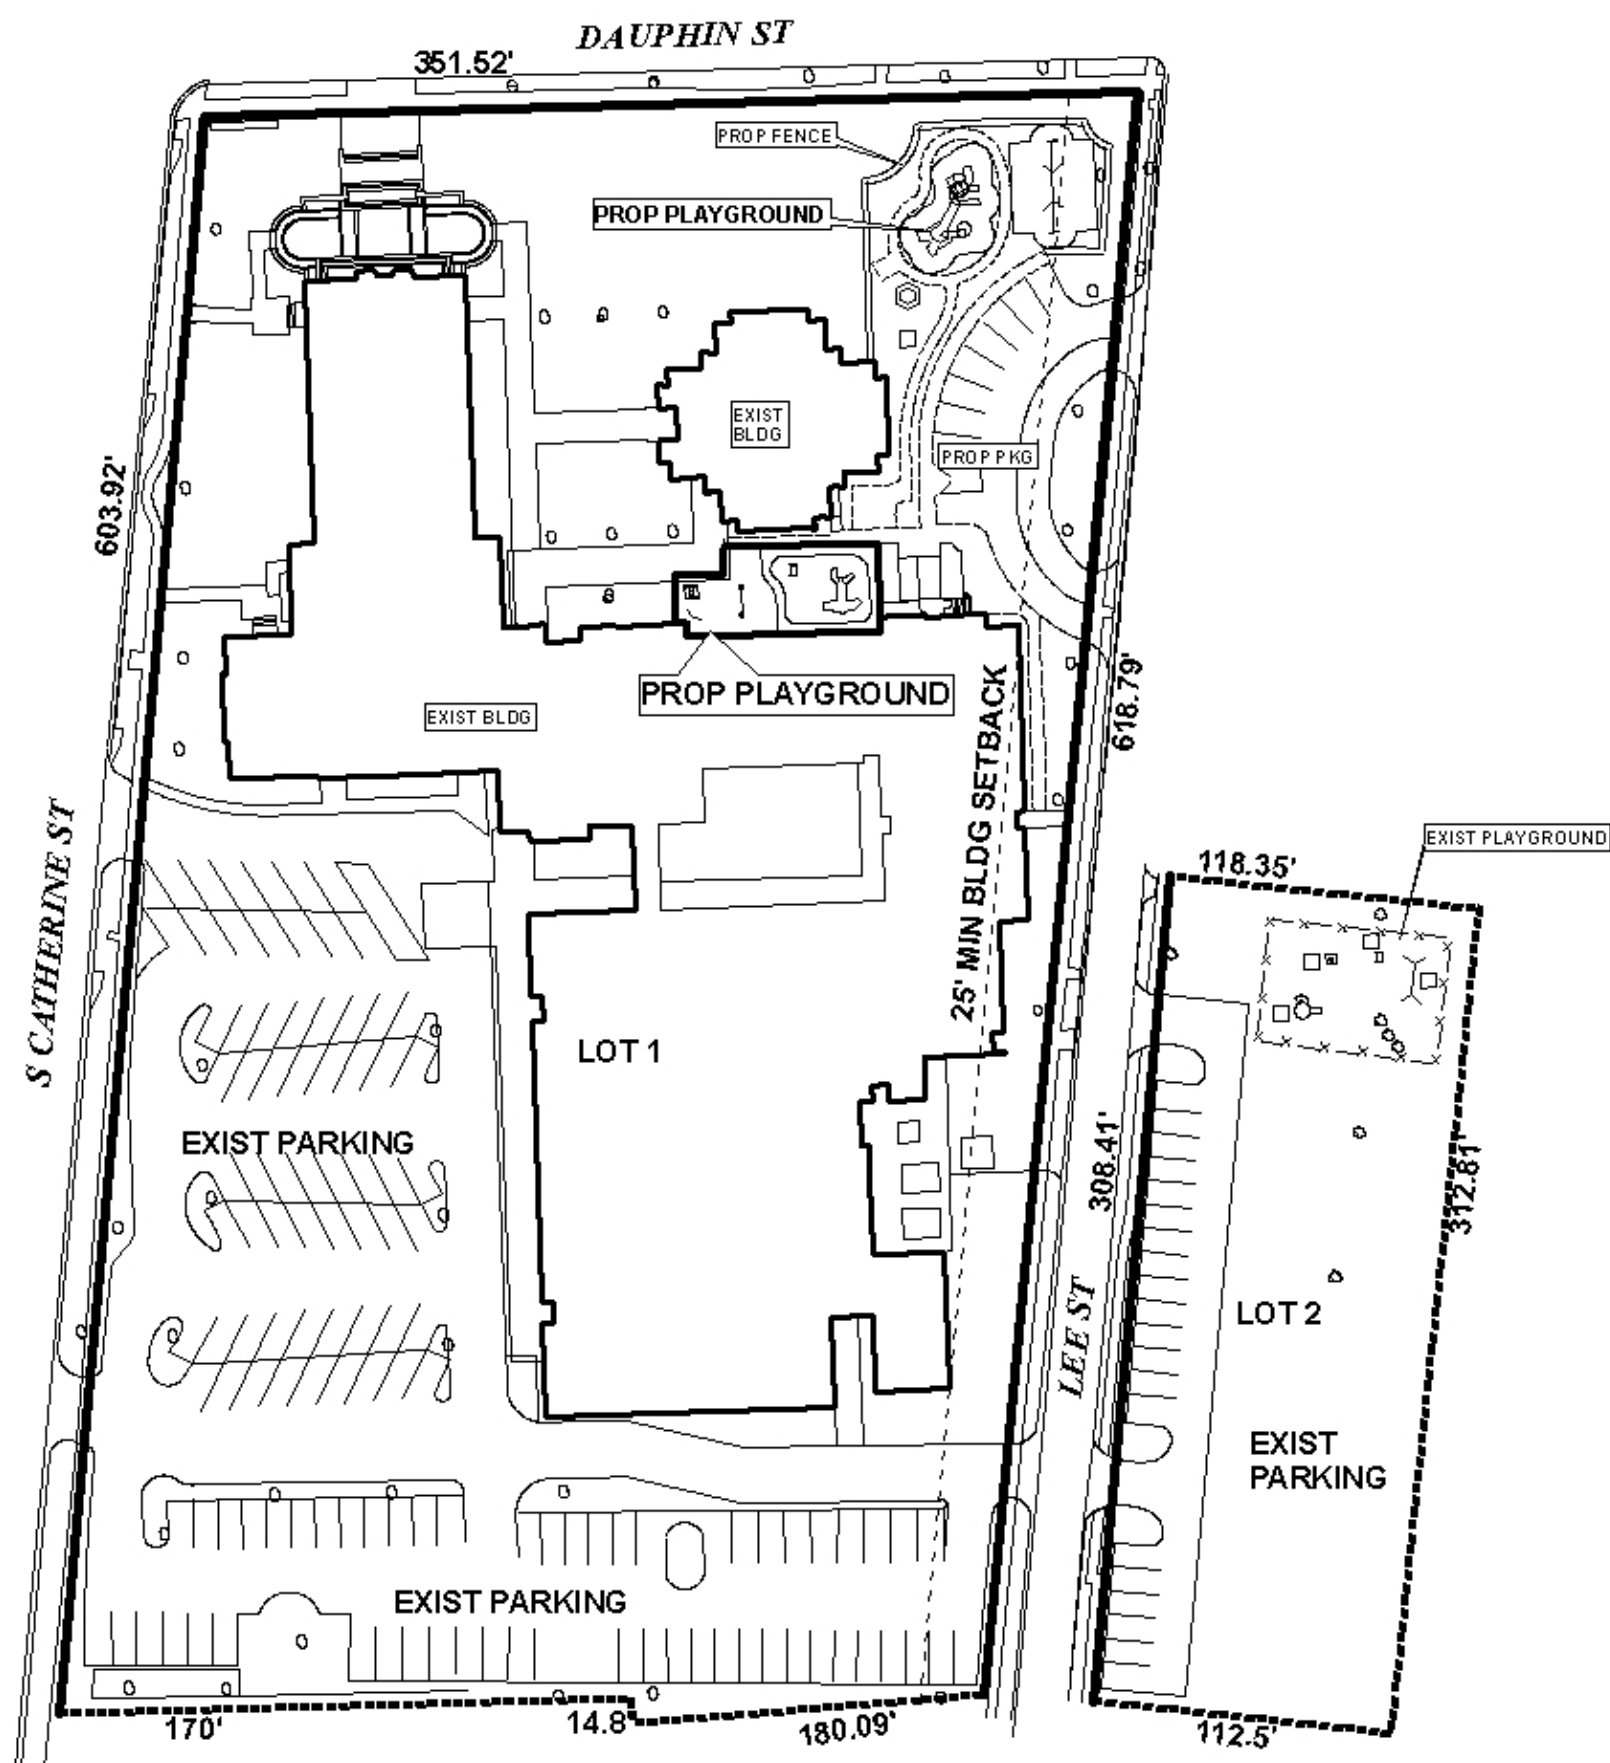 DAUPHIN ST
351.52'
PROP FENCE
PROP PLAYGROUND
EXIST
BLDG
PROP PKG
603.92'
PROP PLAYGROUND
EXIST BLDG
618.79'
25' MIN BLDG SETBACK
S CATHERINE ST
EXIST PLAYGROUND
118.35'
LOT 1
EXIST PARKING
308.41'
312.81'
LEE ST
LOT 2
EXIST
PARKING
EXIST PARKING
170'
14.8'
180.09'
112.5'